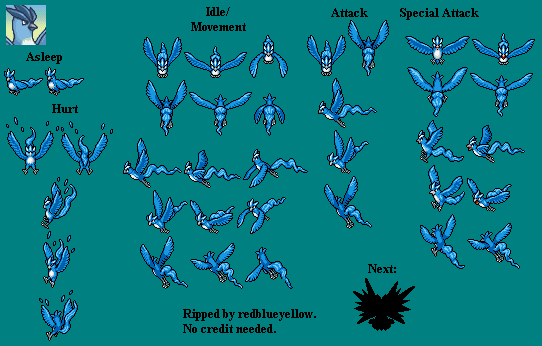 Idle/
Movement
Attack
Special Attack
Asleep
Hurt
Next:
Ripped by redblueyellow.
No credit needed.